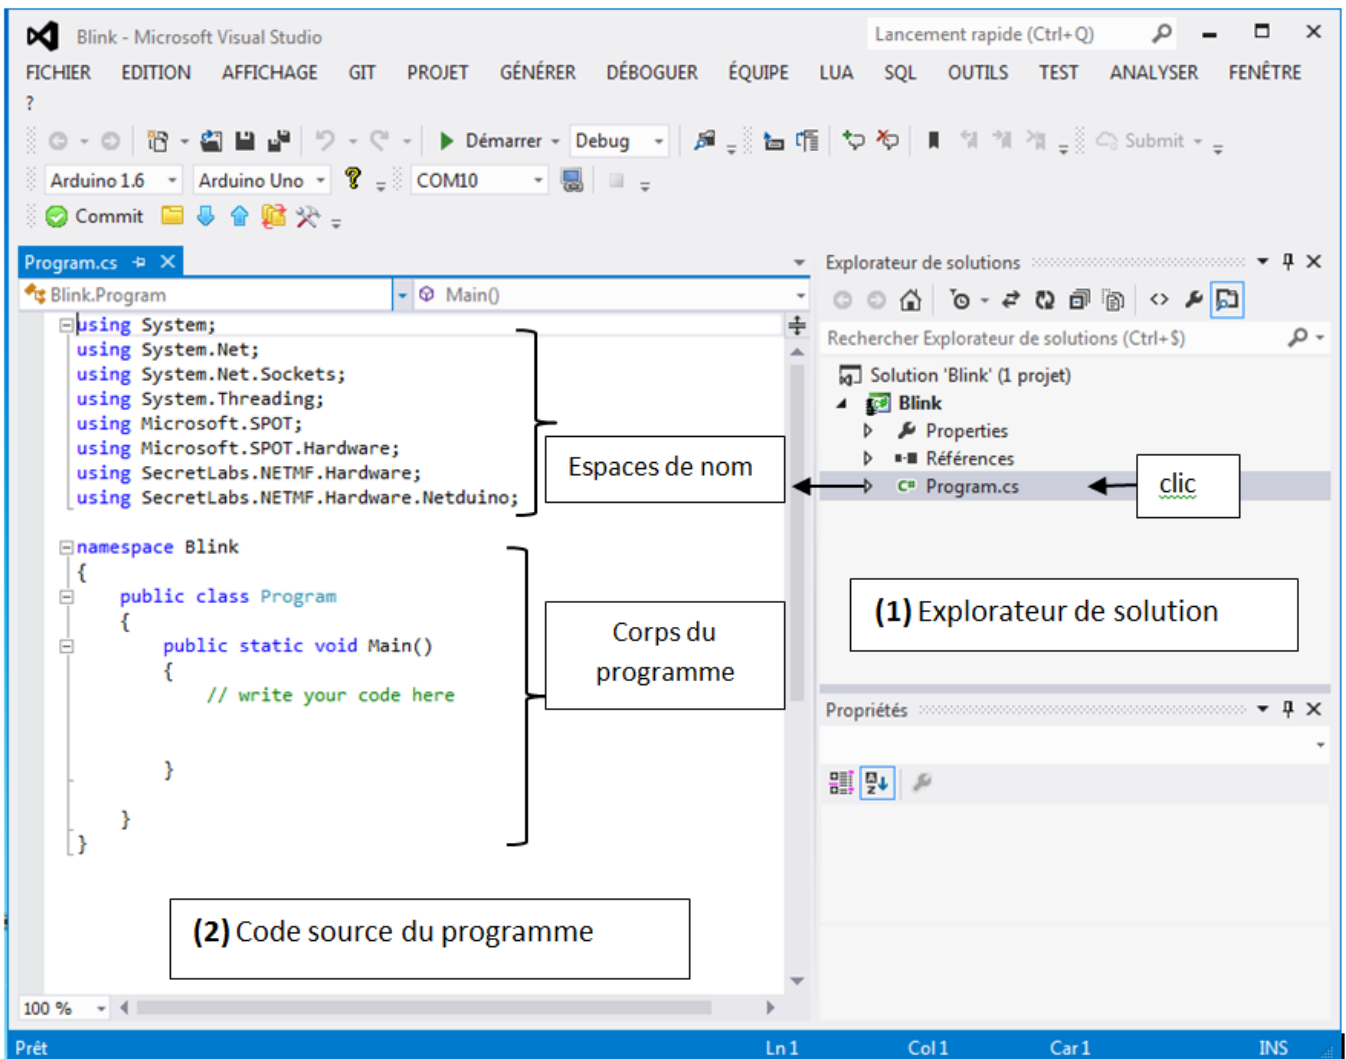 Blink - Microsoft Visual Studio
Lancement rapide (Ctrl+Q)
FICHIER EDITION AFFICHAGE GIT PROJET GÉNÉRER DÉBOGUER ÉQUIPE LUA SQL OUTILS TEST ANALYSER FENÊTRE
?
Démarrer Debug Submit
Arduino 1.6 Arduino Uno COM10
Commit
Program.cs
Blink.Program Main()
using System;
using System.Net;
using System.Net.Sockets;
using System.Threading;
using Microsoft.SPOT;
using Microsoft.SPOT.Hardware;
using SecretLabs.NETMF.Hardware;
using SecretLabs.NETMF.Hardware.Netduino;
Espaces de nom
namespace Blink
{
public class Program
{
public static void Main()
{
// write your code here
}
}
}
Corps du
programme
(2) Code source du programme
100 %
Explorateur de solutions
Rechercher Explorateur de solutions (Ctrl+$)
Solution 'Blink' (1 projet)
Blink
Properties
Références
C# Program.cs
clic
(1) Explorateur de solution
Propriétés
Prêt Ln 1 Col 1 Car 1 INS